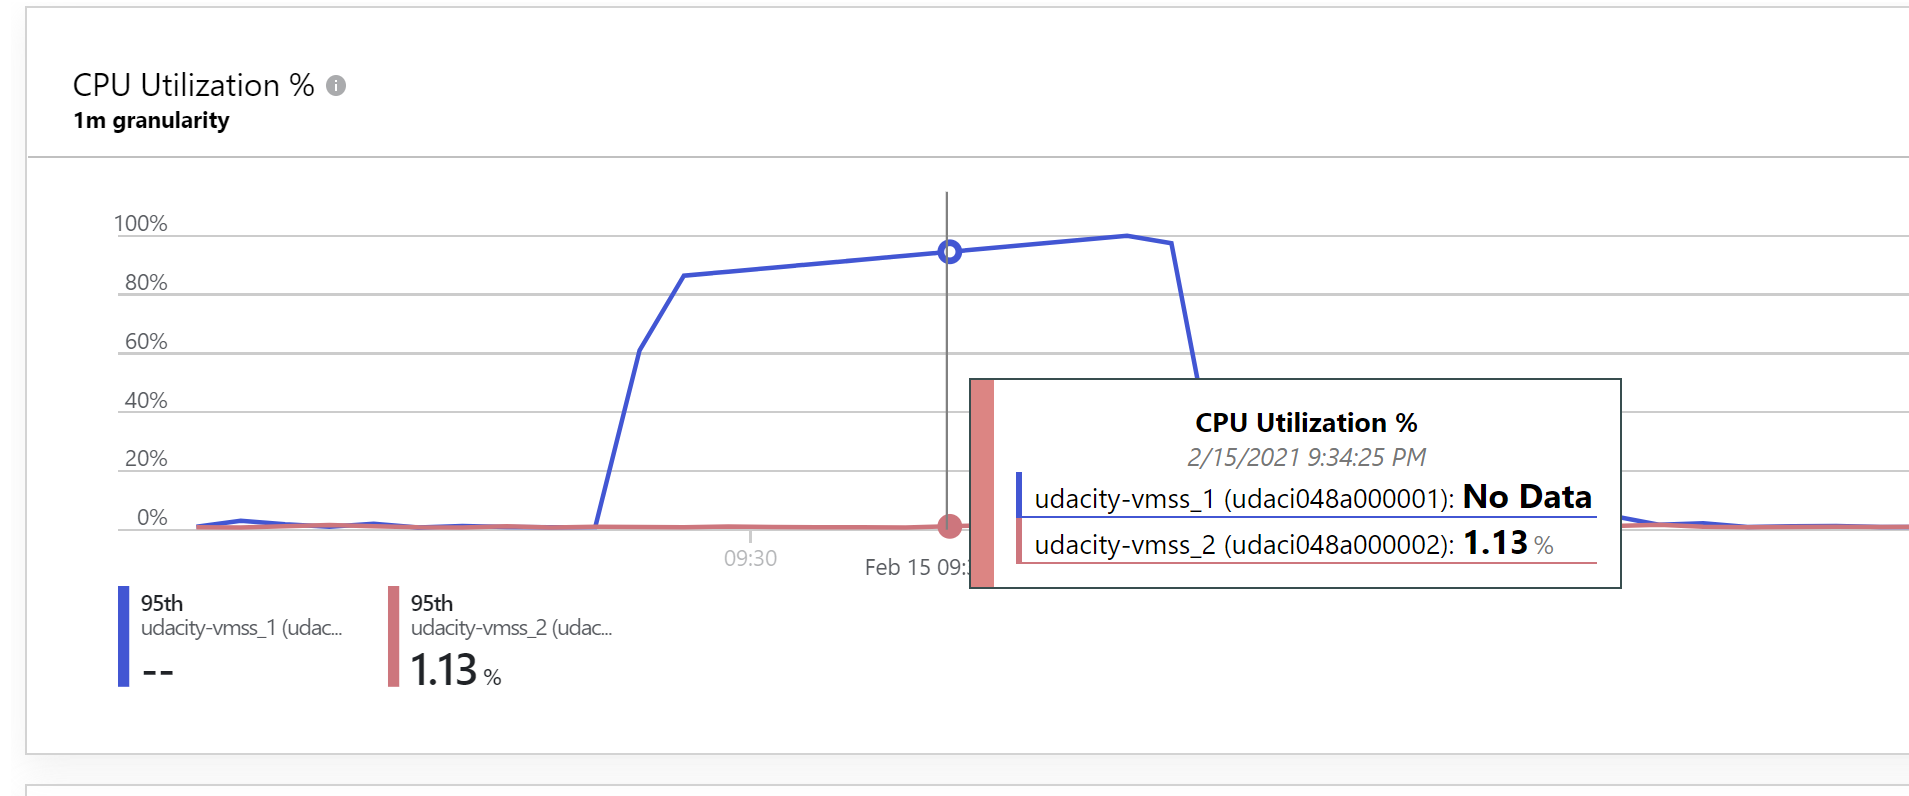 CPU Utilization %
1m granularity
100%
80%
60%
40%
20%
0%
09:30
Feb 15 09:
CPU Utilization %
2/15/2021 9:34:25 PM
udacity-vmss_1 (udaci048a000001): No Data
udacity-vmss_2 (udaci048a000002): 1.13 %
95th
udacity-vmss_1 (udac...
--
95th
udacity-vmss_2 (udac...
1.13 %